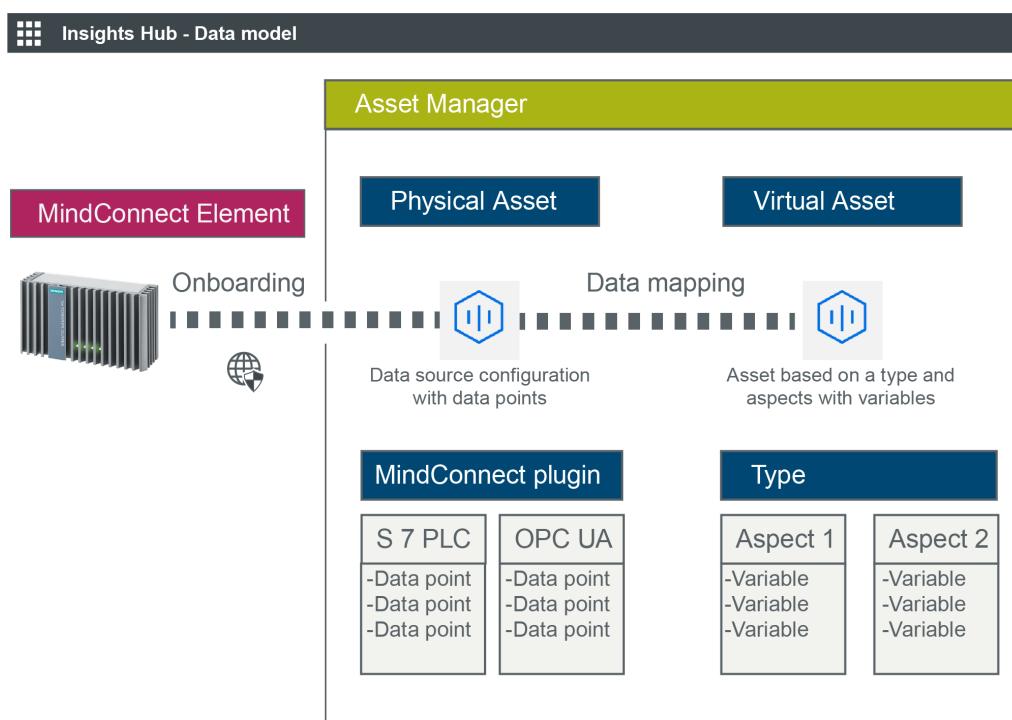 Insights Hub - Data model
Asset Manager
MindConnect Element
Physical Asset
Virtual Asset
Onboarding
Data mapping
Data source configuration
with data points
Asset based on a type and
aspects with variables
MindConnect plugin
Type
S 7 PLC
OPC UA
Aspect 1
Aspect 2
-Data point
-Data point
-Data point
-Data point
-Data point
-Data point
-Variable
-Variable
-Variable
-Variable
-Variable
-Variable